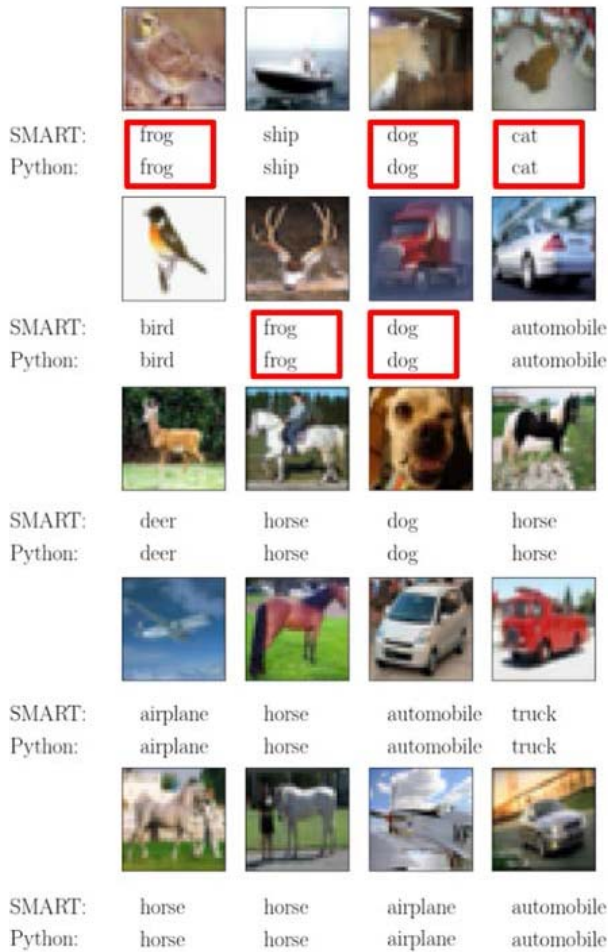 SMART: frog ship dog cat
Python: frog ship dog cat
SMART: bird frog dog automobile
Python: bird frog dog automobile
SMART: deer horse dog horse
Python: deer horse dog horse
SMART: airplane horse automobile truck
Python: airplane horse automobile truck
SMART: horse horse airplane automobile
Python: horse horse airplane automobile